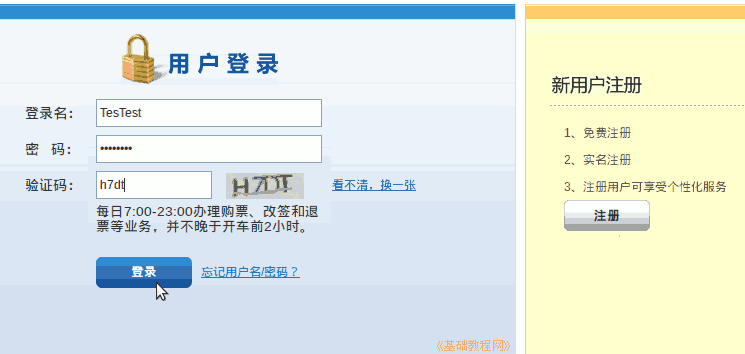 用户登录
登录名： TesTest
密 码： ••••••••
验证码： h7dt H7DT 看不清，换一张
每日7:00-23:00办理购票、改签和退
票等业务，并不晚于开车前2小时。
登录 忘记用户名/密码？
新用户注册
1、免费注册
2、实名注册
3、注册用户可享受个性化服务
注册
《基础教程网》